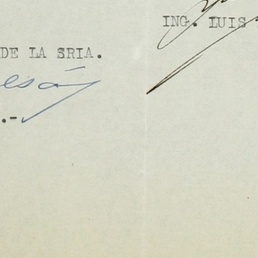 ING. LUIS
DE LA SRIA.
.-